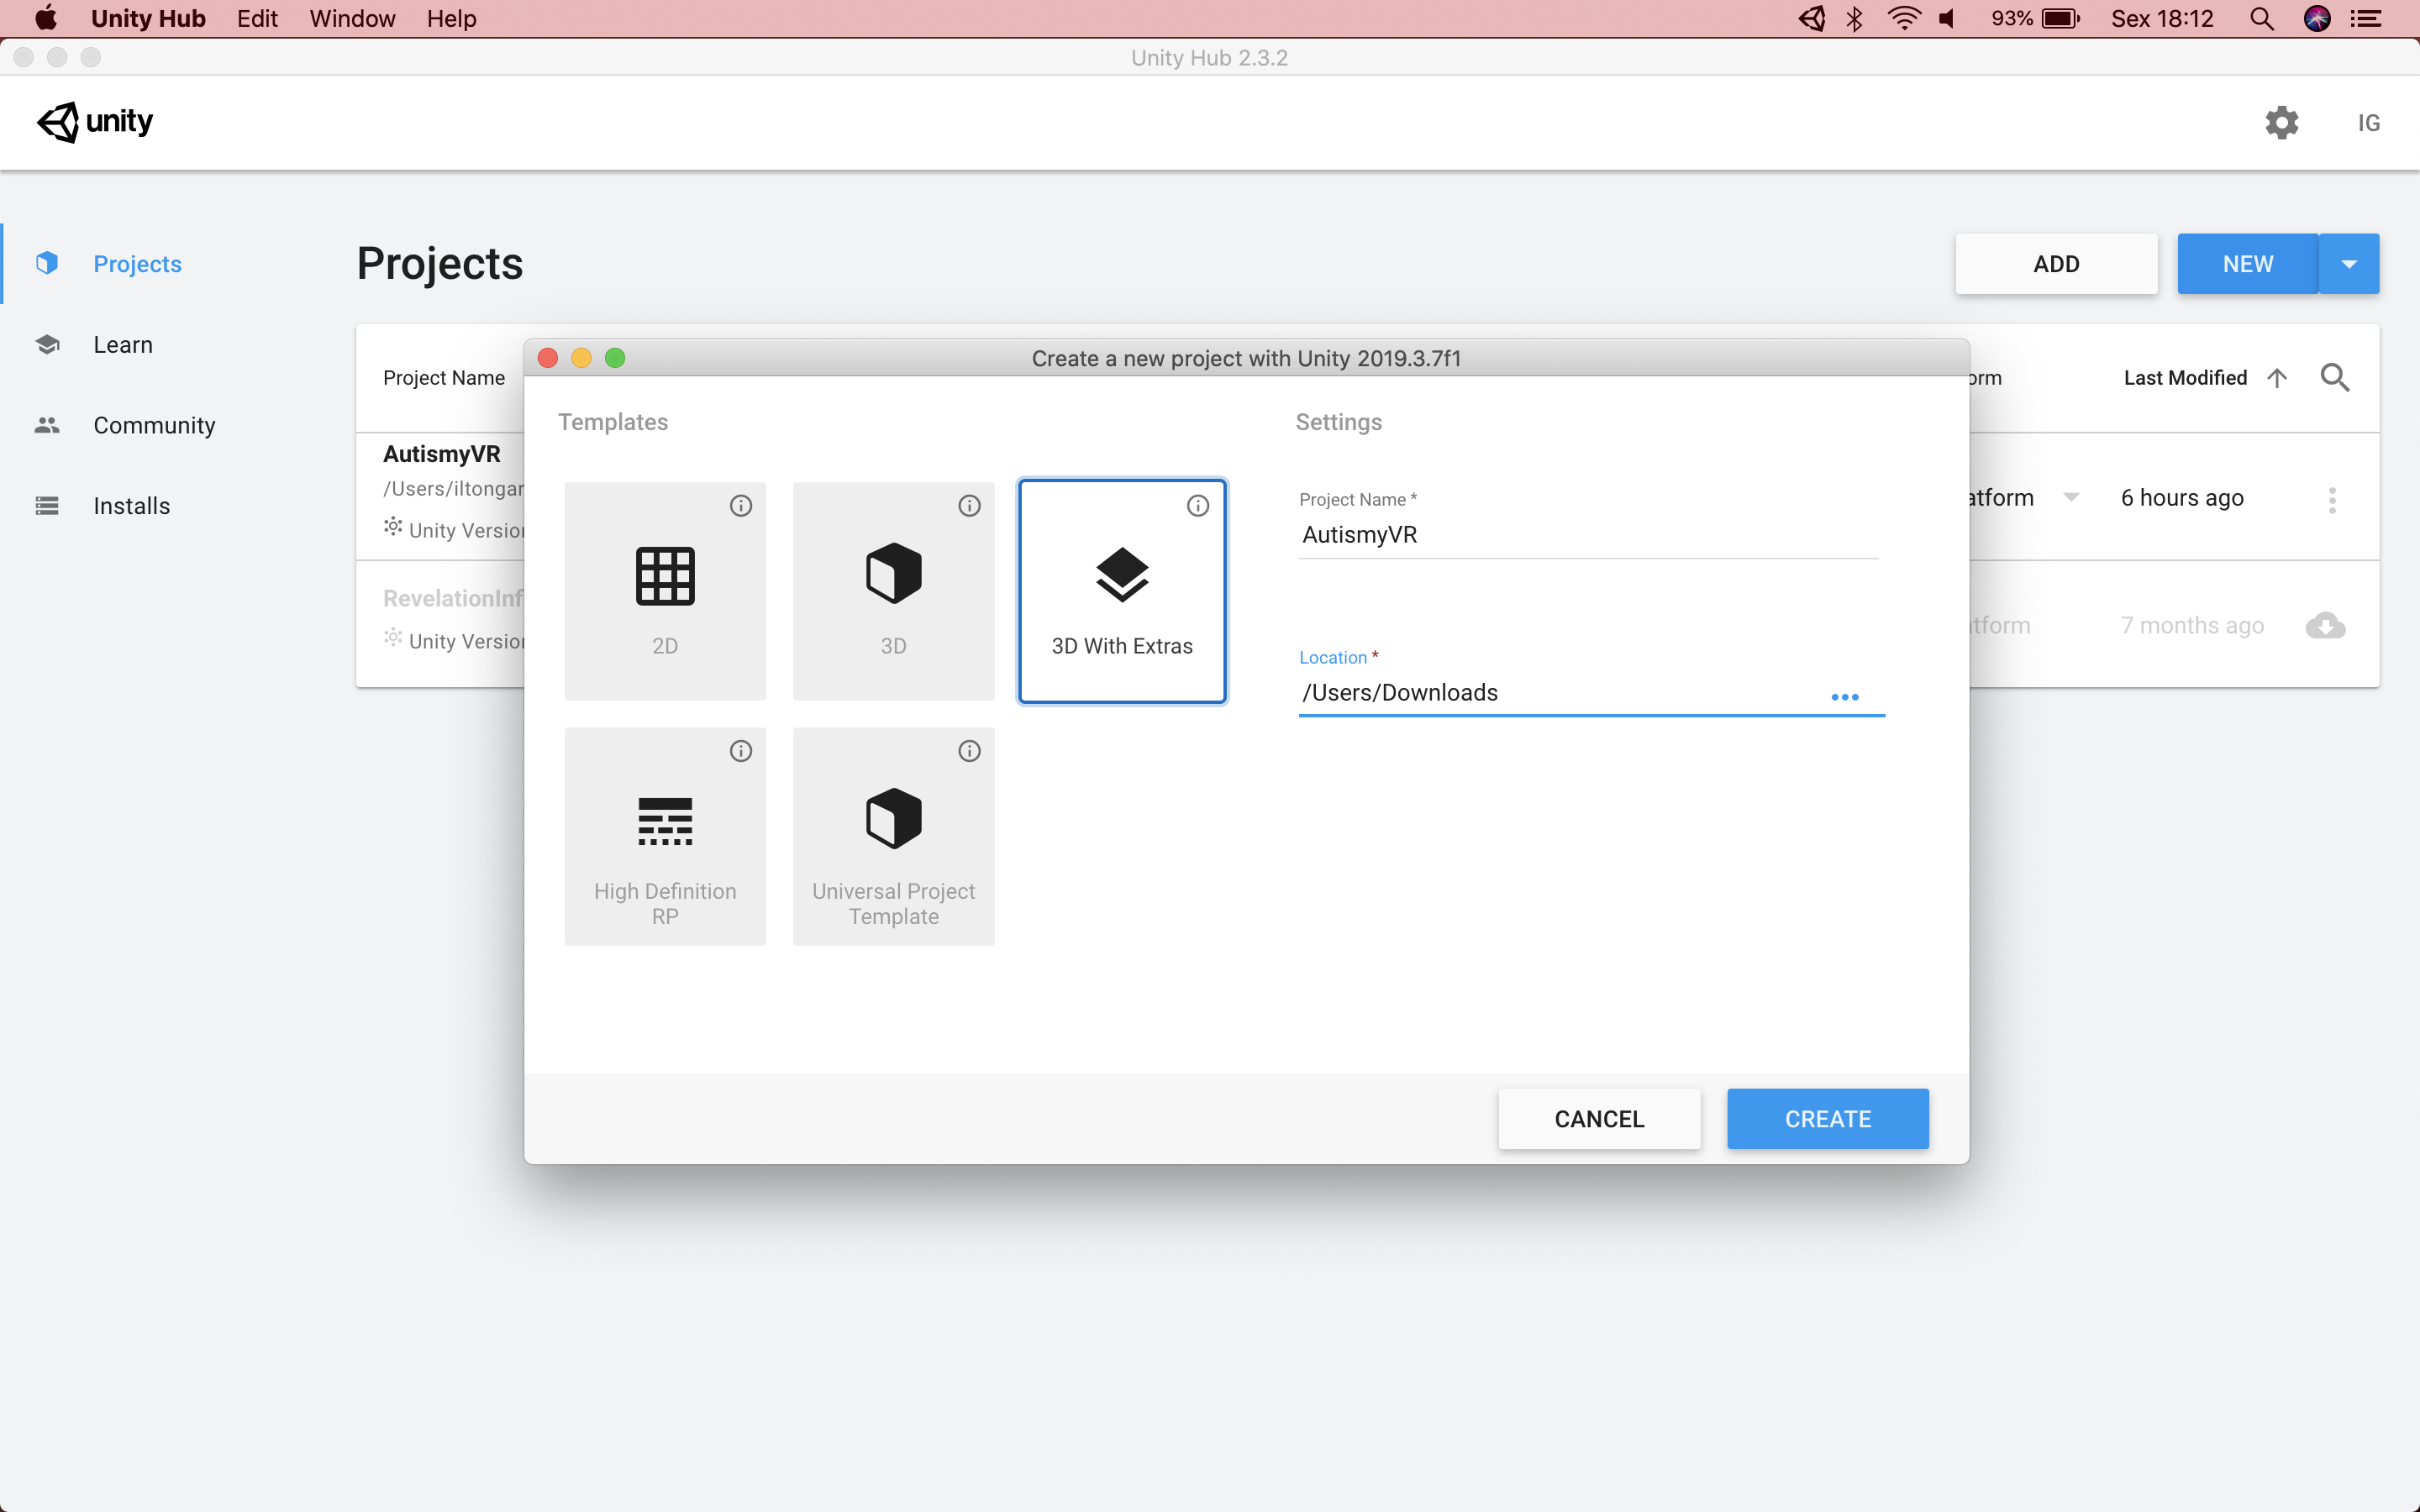 Unity Hub Edit Window Help 93% Sex 18:12
Unity Hub 2.3.2
unity IG
Projects
Learn
Community
Installs
Projects
ADD NEW
Project Name orm Last Modified
AutismyVR
/Users/iltongar
Unity Version
atform 6 hours ago
RevelationInf
Unity Version
tform 7 months ago
Create a new project with Unity 2019.3.7f1
Templates
2D
3D
3D With Extras
High Definition
RP
Universal Project
Template
Settings
Project Name *
AutismyVR
Location *
/Users/Downloads
CANCEL CREATE